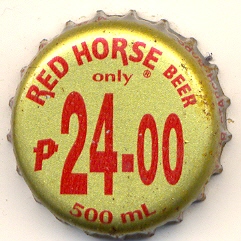 RED HORSE BEER
only ®
₱24.00
500 mL